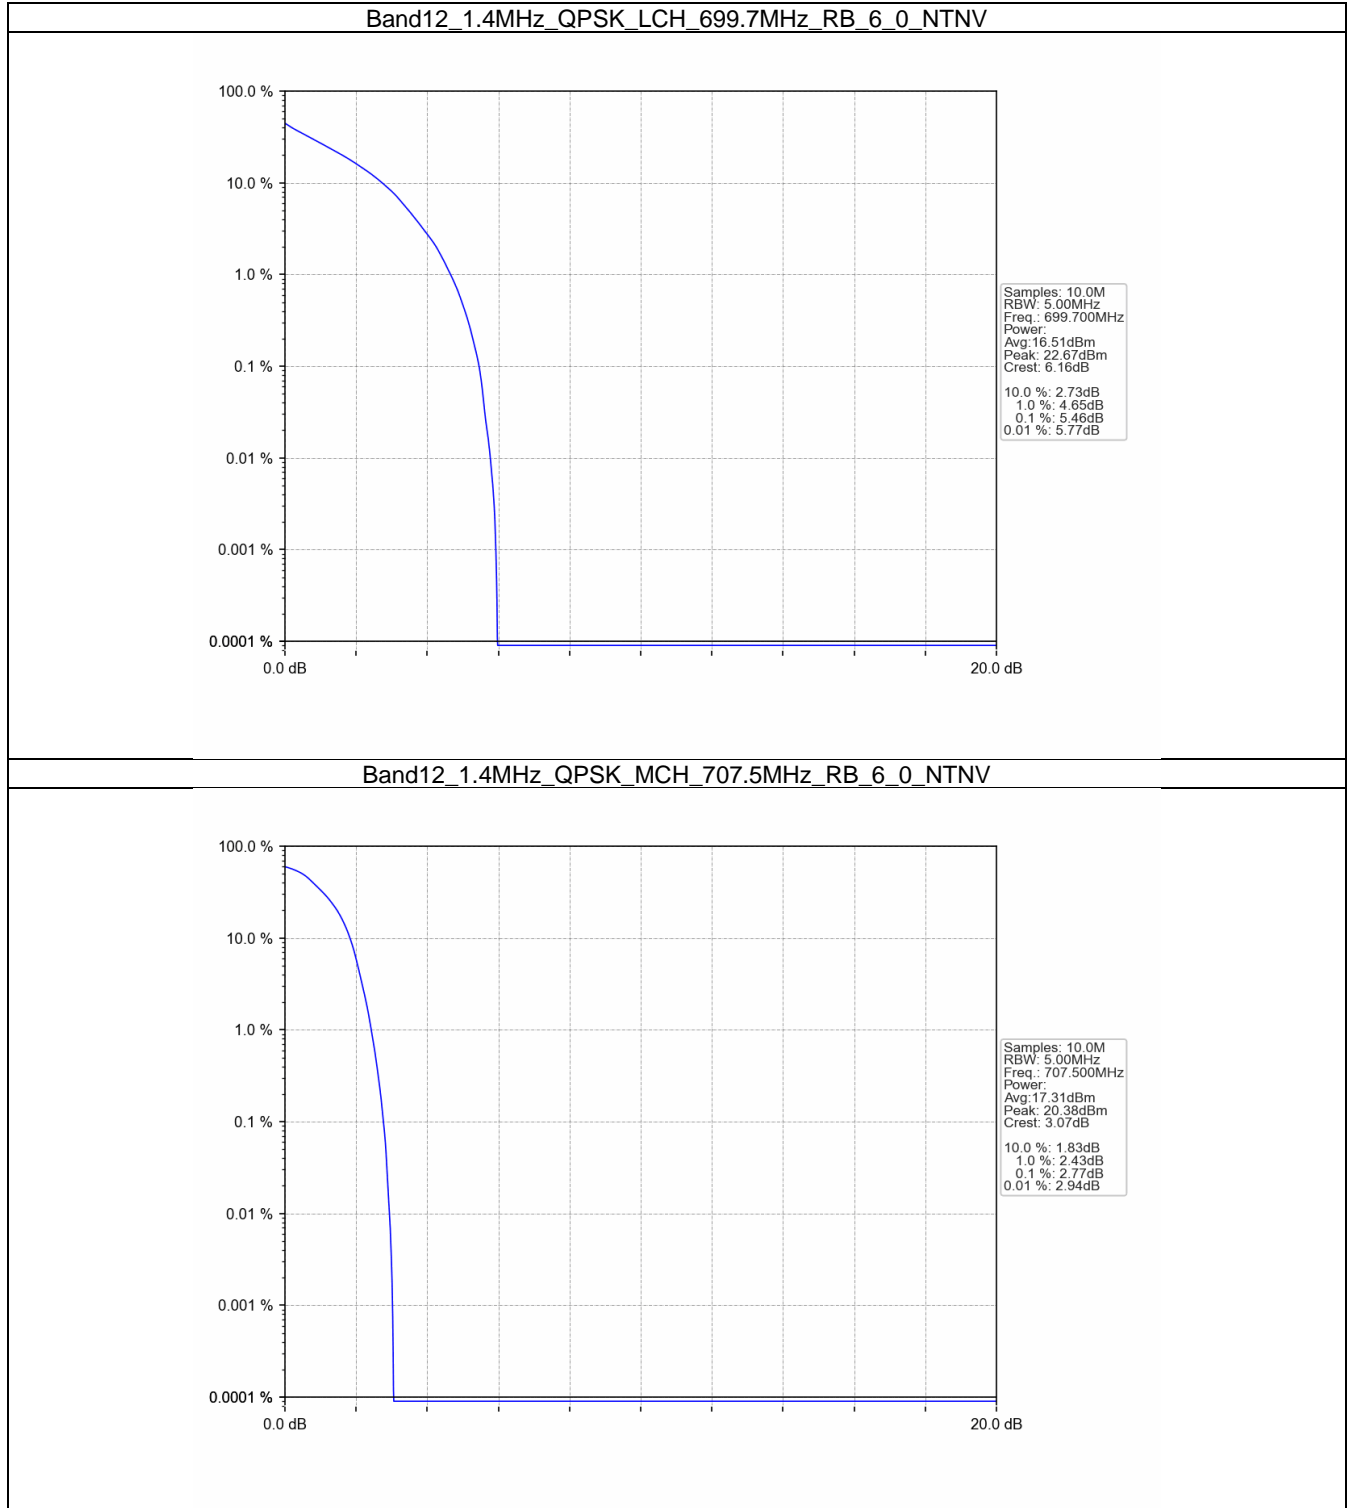 Band12_1.4MHz_QPSK_LCH_699.7MHz_RB_6_0_NTNV
100.0 %
10.0 %
1.0 %
0.1 %
0.01 %
0.001 %
0.0001 %
0.0 dB
20.0 dB
Samples: 10.0M
RBW: 5.00MHz
Freq.: 699.700MHz
Power:
Avg:16.51dBm
Peak: 22.67dBm
Crest: 6.16dB
10.0 %: 2.73dB
1.0 %: 4.65dB
0.1 %: 5.46dB
0.01 %: 5.77dB
Band12_1.4MHz_QPSK_MCH_707.5MHz_RB_6_0_NTNV
100.0 %
10.0 %
1.0 %
0.1 %
0.01 %
0.001 %
0.0001 %
0.0 dB
20.0 dB
Samples: 10.0M
RBW: 5.00MHz
Freq.: 707.500MHz
Power:
Avg:17.31dBm
Peak: 20.38dBm
Crest: 3.07dB
10.0 %: 1.83dB
1.0 %: 2.43dB
0.1 %: 2.77dB
0.01 %: 2.94dB